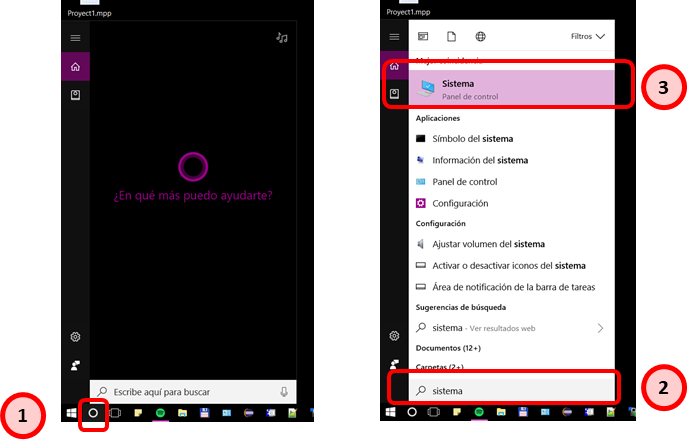 Proyect1.mpp
¿En qué más puedo ayudarte?
Escribe aquí para buscar
1
Proyect1.mpp
Filtros
Mejor coincidencia
Sistema
Panel de control
3
Aplicaciones
Símbolo del sistema
Información del sistema
Panel de control
Configuración
Configuración
Ajustar volumen del sistema
Activar o desactivar iconos del sistema
Área de notificación de la barra de tareas
Sugerencias de búsqueda
sistema - Ver resultados web
Documentos (12+)
Carpetas (2+)
sistema
2